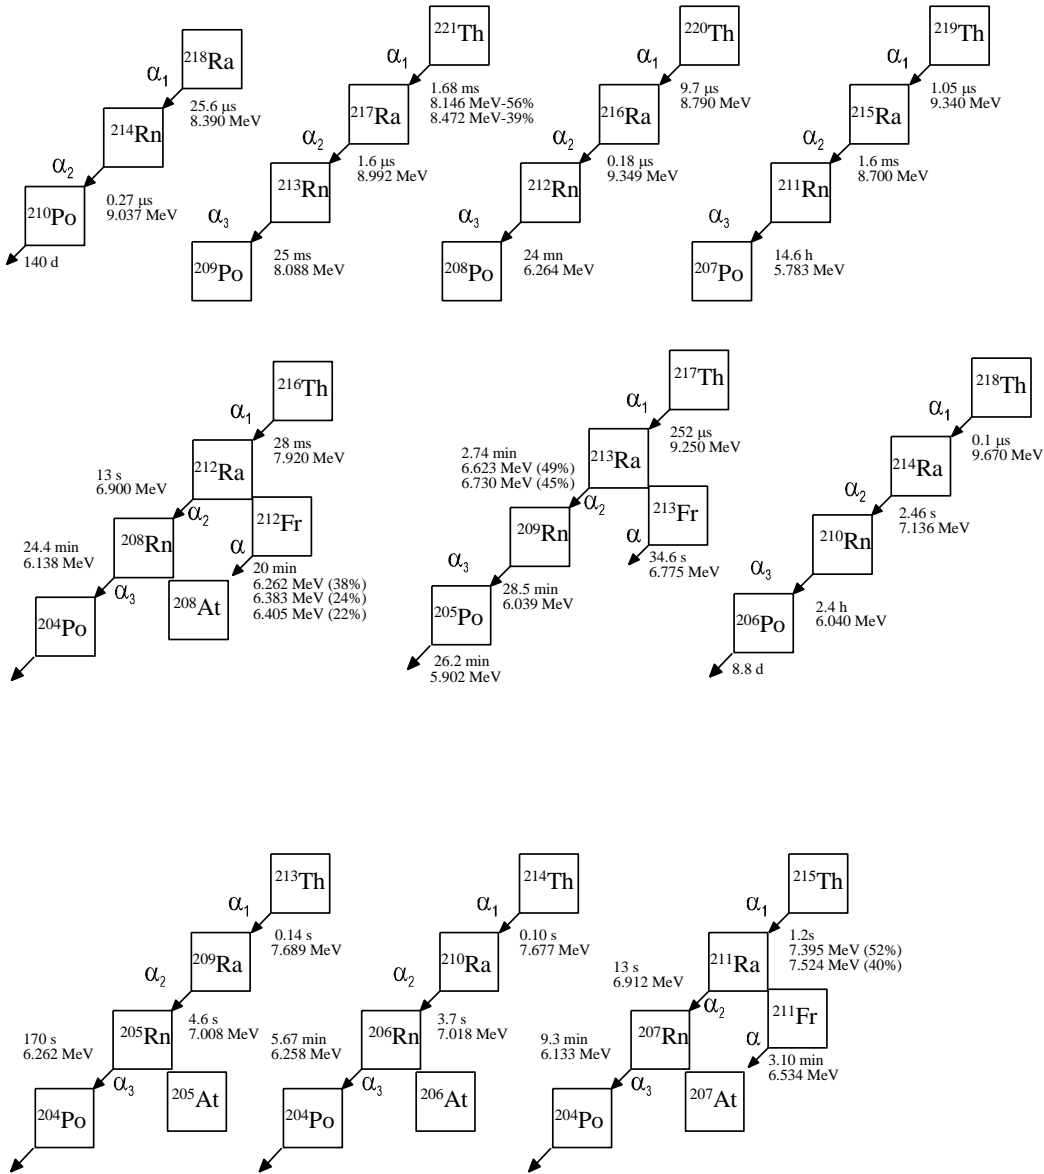 218Ra
α1
25.6 μs
8.390 MeV
214Rn
α2
0.27 μs
9.037 MeV
210Po
140 d
221Th
α1
1.68 ms
8.146 MeV-56%
8.472 MeV-39%
217Ra
α2
1.6 μs
8.992 MeV
213Rn
α3
25 ms
8.088 MeV
209Po
220Th
α1
9.7 μs
8.790 MeV
216Ra
α2
0.18 μs
9.349 MeV
212Rn
α3
24 mn
6.264 MeV
208Po
219Th
α1
1.05 μs
9.340 MeV
215Ra
α2
1.6 ms
8.700 MeV
211Rn
α3
14.6 h
5.783 MeV
207Po
216Th
α1
28 ms
7.920 MeV
212Ra
13 s
6.900 MeV
α2
212Fr
α
20 min
6.262 MeV (38%)
6.383 MeV (24%)
6.405 MeV (22%)
208Rn
24.4 min
6.138 MeV
α3
208At
204Po
217Th
α1
252 μs
9.250 MeV
213Ra
2.74 min
6.623 MeV (49%)
6.730 MeV (45%)
α2
213Fr
α
34.6 s
6.775 MeV
209Rn
α3
28.5 min
6.039 MeV
205Po
26.2 min
5.902 MeV
218Th
α1
0.1 μs
9.670 MeV
214Ra
α2
2.46 s
7.136 MeV
210Rn
α3
2.4 h
6.040 MeV
206Po
8.8 d
213Th
α1
0.14 s
7.689 MeV
209Ra
α2
4.6 s
7.008 MeV
205Rn
170 s
6.262 MeV
α3
205At
204Po
214Th
α1
0.10 s
7.677 MeV
210Ra
α2
3.7 s
7.018 MeV
206Rn
5.67 min
6.258 MeV
α3
206At
204Po
215Th
α1
1.2s
7.395 MeV (52%)
7.524 MeV (40%)
211Ra
13 s
6.912 MeV
α2
211Fr
α
3.10 min
6.534 MeV
207Rn
9.3 min
6.133 MeV
α3
207At
204Po